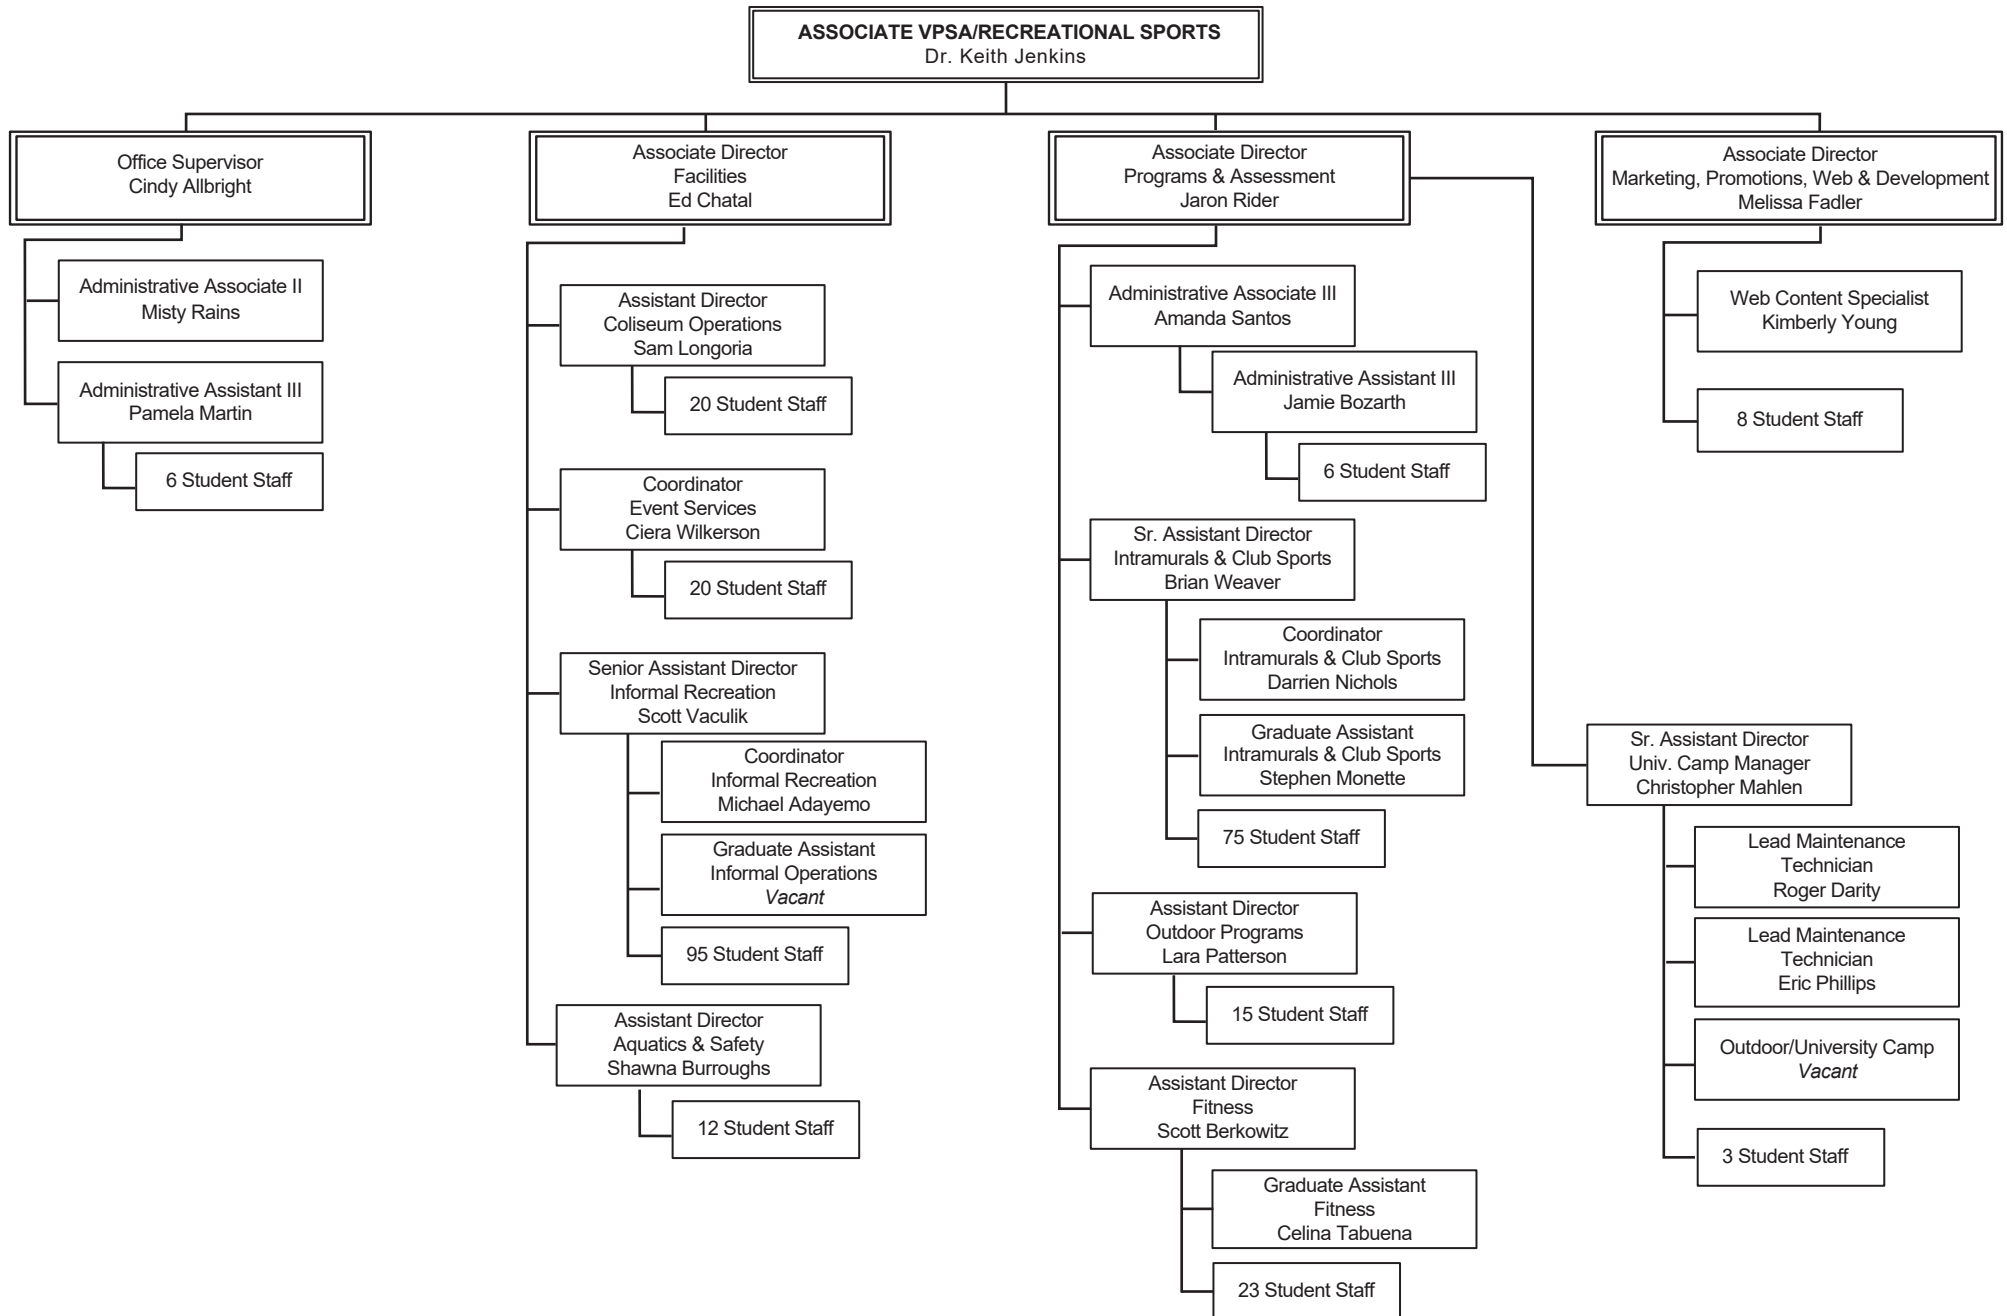 ASSOCIATE VPSA/RECREATIONAL SPORTS
Dr. Keith Jenkins
Office Supervisor
Cindy Allbright
Administrative Associate II
Misty Rains
Administrative Assistant III
Pamela Martin
6 Student Staff
Associate Director
Facilities
Ed Chatal
Assistant Director
Coliseum Operations
Sam Longoria
20 Student Staff
Coordinator
Event Services
Ciera Wilkerson
20 Student Staff
Senior Assistant Director
Informal Recreation
Scott Vaculik
Coordinator
Informal Recreation
Michael Adayemo
Graduate Assistant
Informal Operations
Vacant
95 Student Staff
Assistant Director
Aquatics & Safety
Shawna Burroughs
12 Student Staff
Associate Director
Programs & Assessment
Jaron Rider
Administrative Associate III
Amanda Santos
Administrative Assistant III
Jamie Bozarth
6 Student Staff
Sr. Assistant Director
Intramurals & Club Sports
Brian Weaver
Coordinator
Intramurals & Club Sports
Darrien Nichols
Graduate Assistant
Intramurals & Club Sports
Stephen Monette
75 Student Staff
Assistant Director
Outdoor Programs
Lara Patterson
15 Student Staff
Assistant Director
Fitness
Scott Berkowitz
Graduate Assistant
Fitness
Celina Tabuena
23 Student Staff
Sr. Assistant Director
Univ. Camp Manager
Christopher Mahlen
Lead Maintenance
Technician
Roger Darity
Lead Maintenance
Technician
Eric Phillips
Outdoor/University Camp
Vacant
3 Student Staff
Associate Director
Marketing, Promotions, Web & Development
Melissa Fadler
Web Content Specialist
Kimberly Young
8 Student Staff